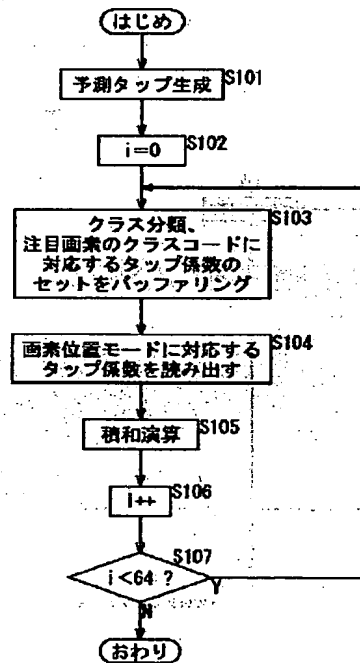 はじめ
予測タップ生成 S101
i=0 S102
クラス分類、 S103
注目画素のクラスコードに
対応するタップ係数の
セットをバッファリング
画素位置モードに対応する S104
タップ係数を読み出す
積和演算 S105
i++ S106
S107
i<64 ?
Y
N
おわり